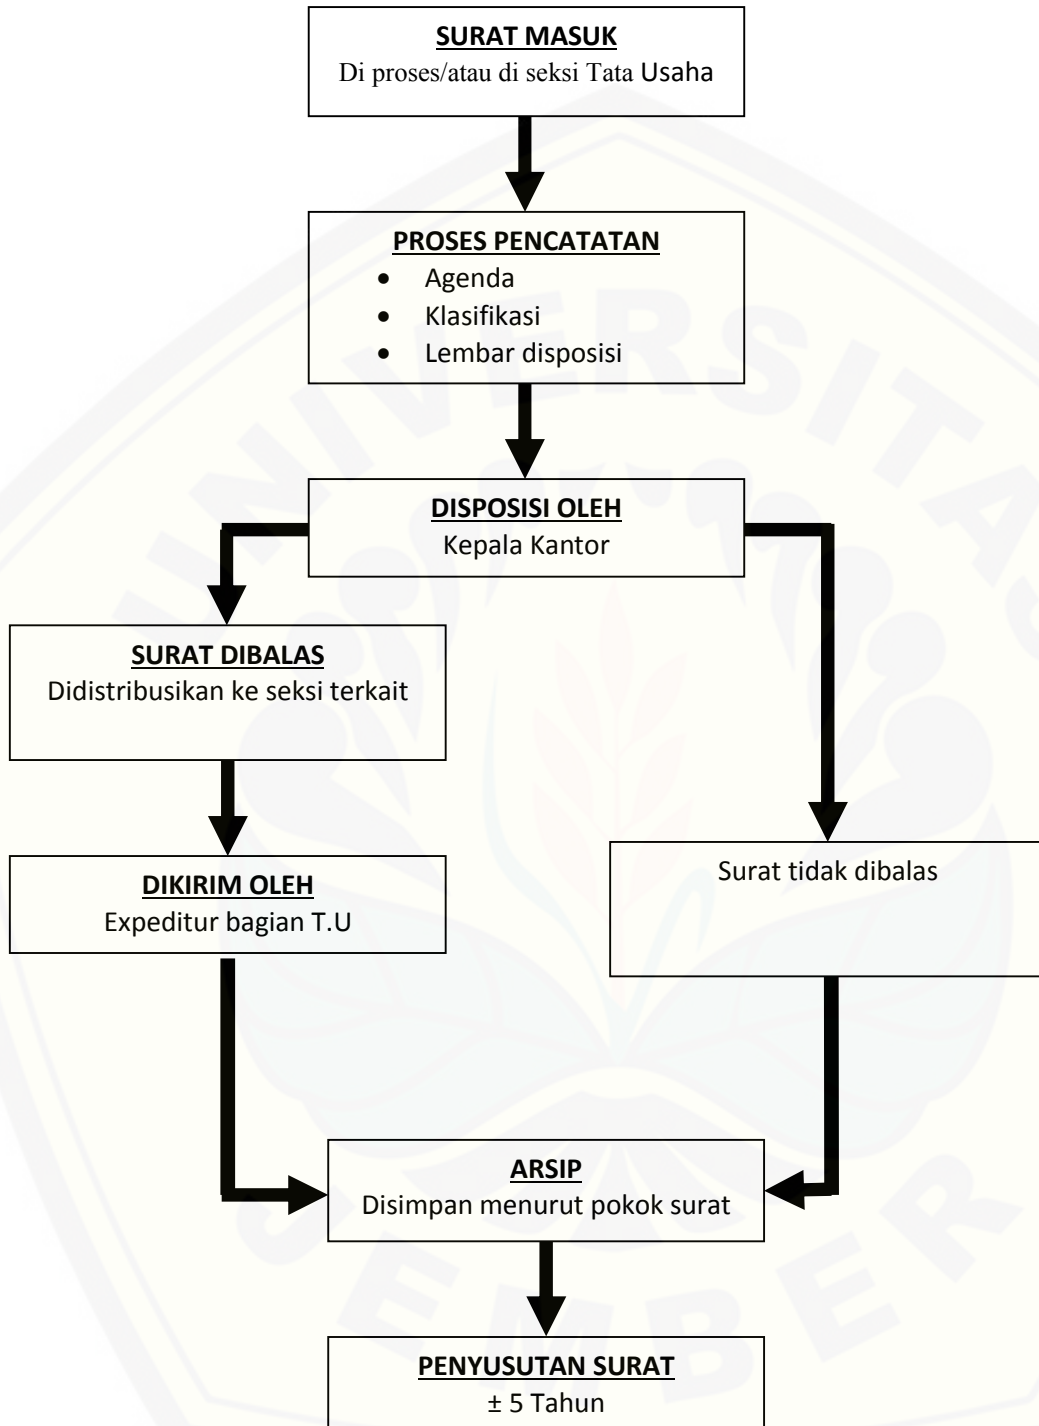 SURAT MASUK
Di proses/atau di seksi Tata Usaha
PROSES PENCATATAN
• Agenda
• Klasifikasi
• Lembar disposisi
DISPOSISI OLEH
Kepala Kantor
SURAT DIBALAS
Didistribusikan ke seksi terkait
DIKIRIM OLEH
Expeditur bagian T.U
Surat tidak dibalas
ARSIP
Disimpan menurut pokok surat
PENYUSUTAN SURAT
± 5 Tahun
UNIVERSITAS
JEMBER